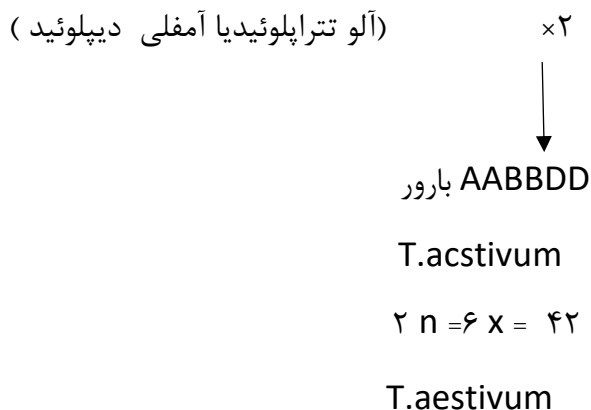 ×۲ (آلو تتراپلوئیدیا آمفلی دیپلوئید )
AABBDD بارور
T.acstivum
۲ n =۶ x = ۴۲
T.aestivum